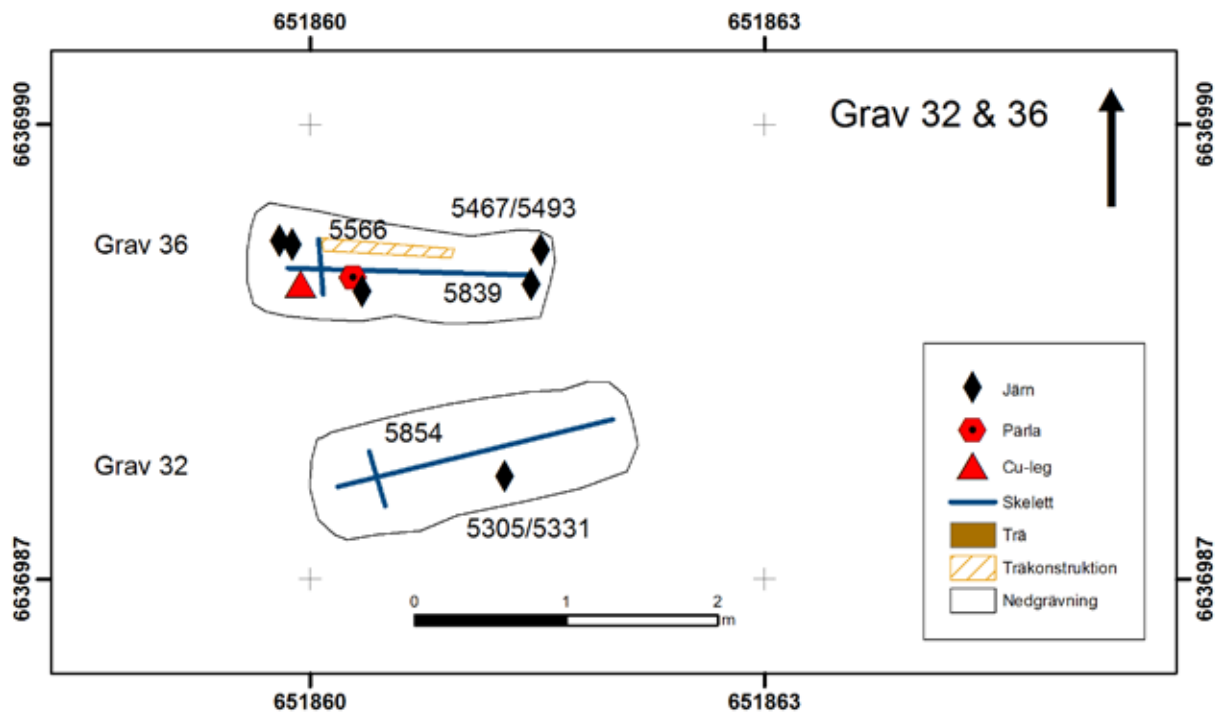 651860 651863
6636990 6636990
Grav 32 & 36
5467/5493
5566
Grav 36
5839
5854
Grav 32
5305/5331
Järn
Pärla
Cu-leg
Skelett
Trä
Träkonstruktion
Nedgrävning
6636987 6636987
0 1 2
m
651860 651863